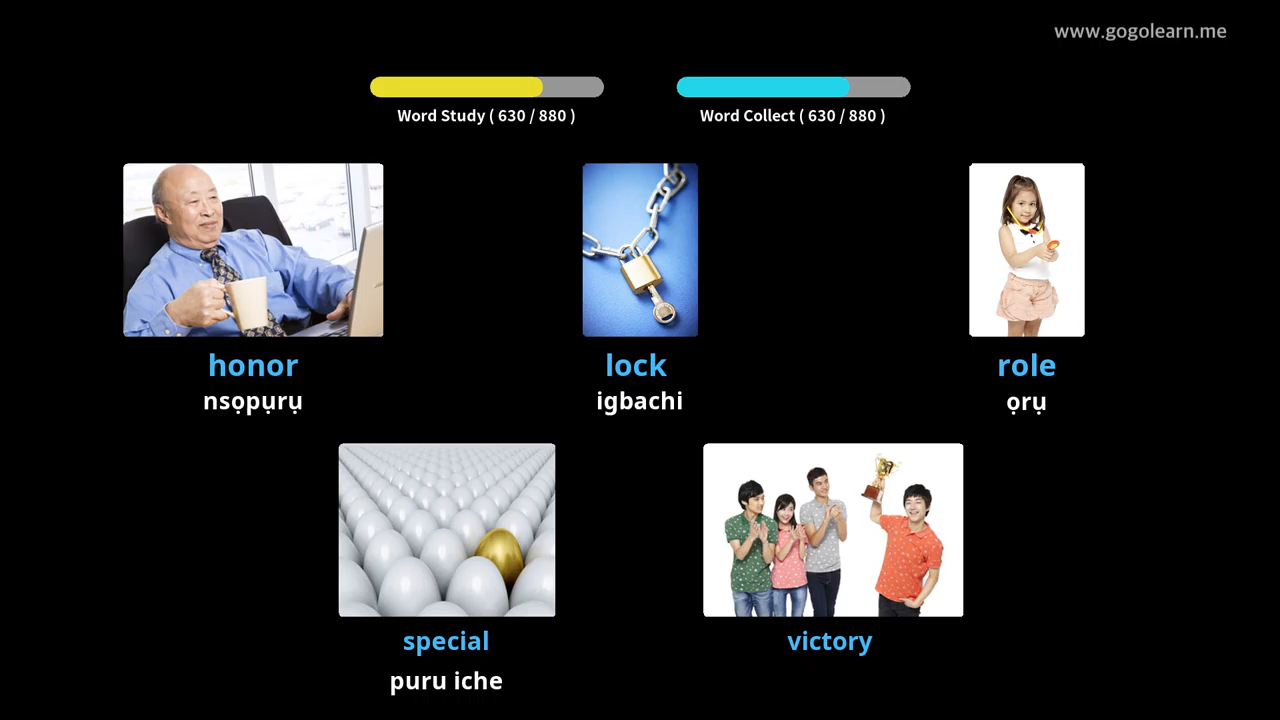 www.gogolearn.me
Word Study ( 630 / 880 )
Word Collect ( 630 / 880 )
honor
nsọpụrụ
lock
igbachi
role
ọrụ
special
puru iche
victory